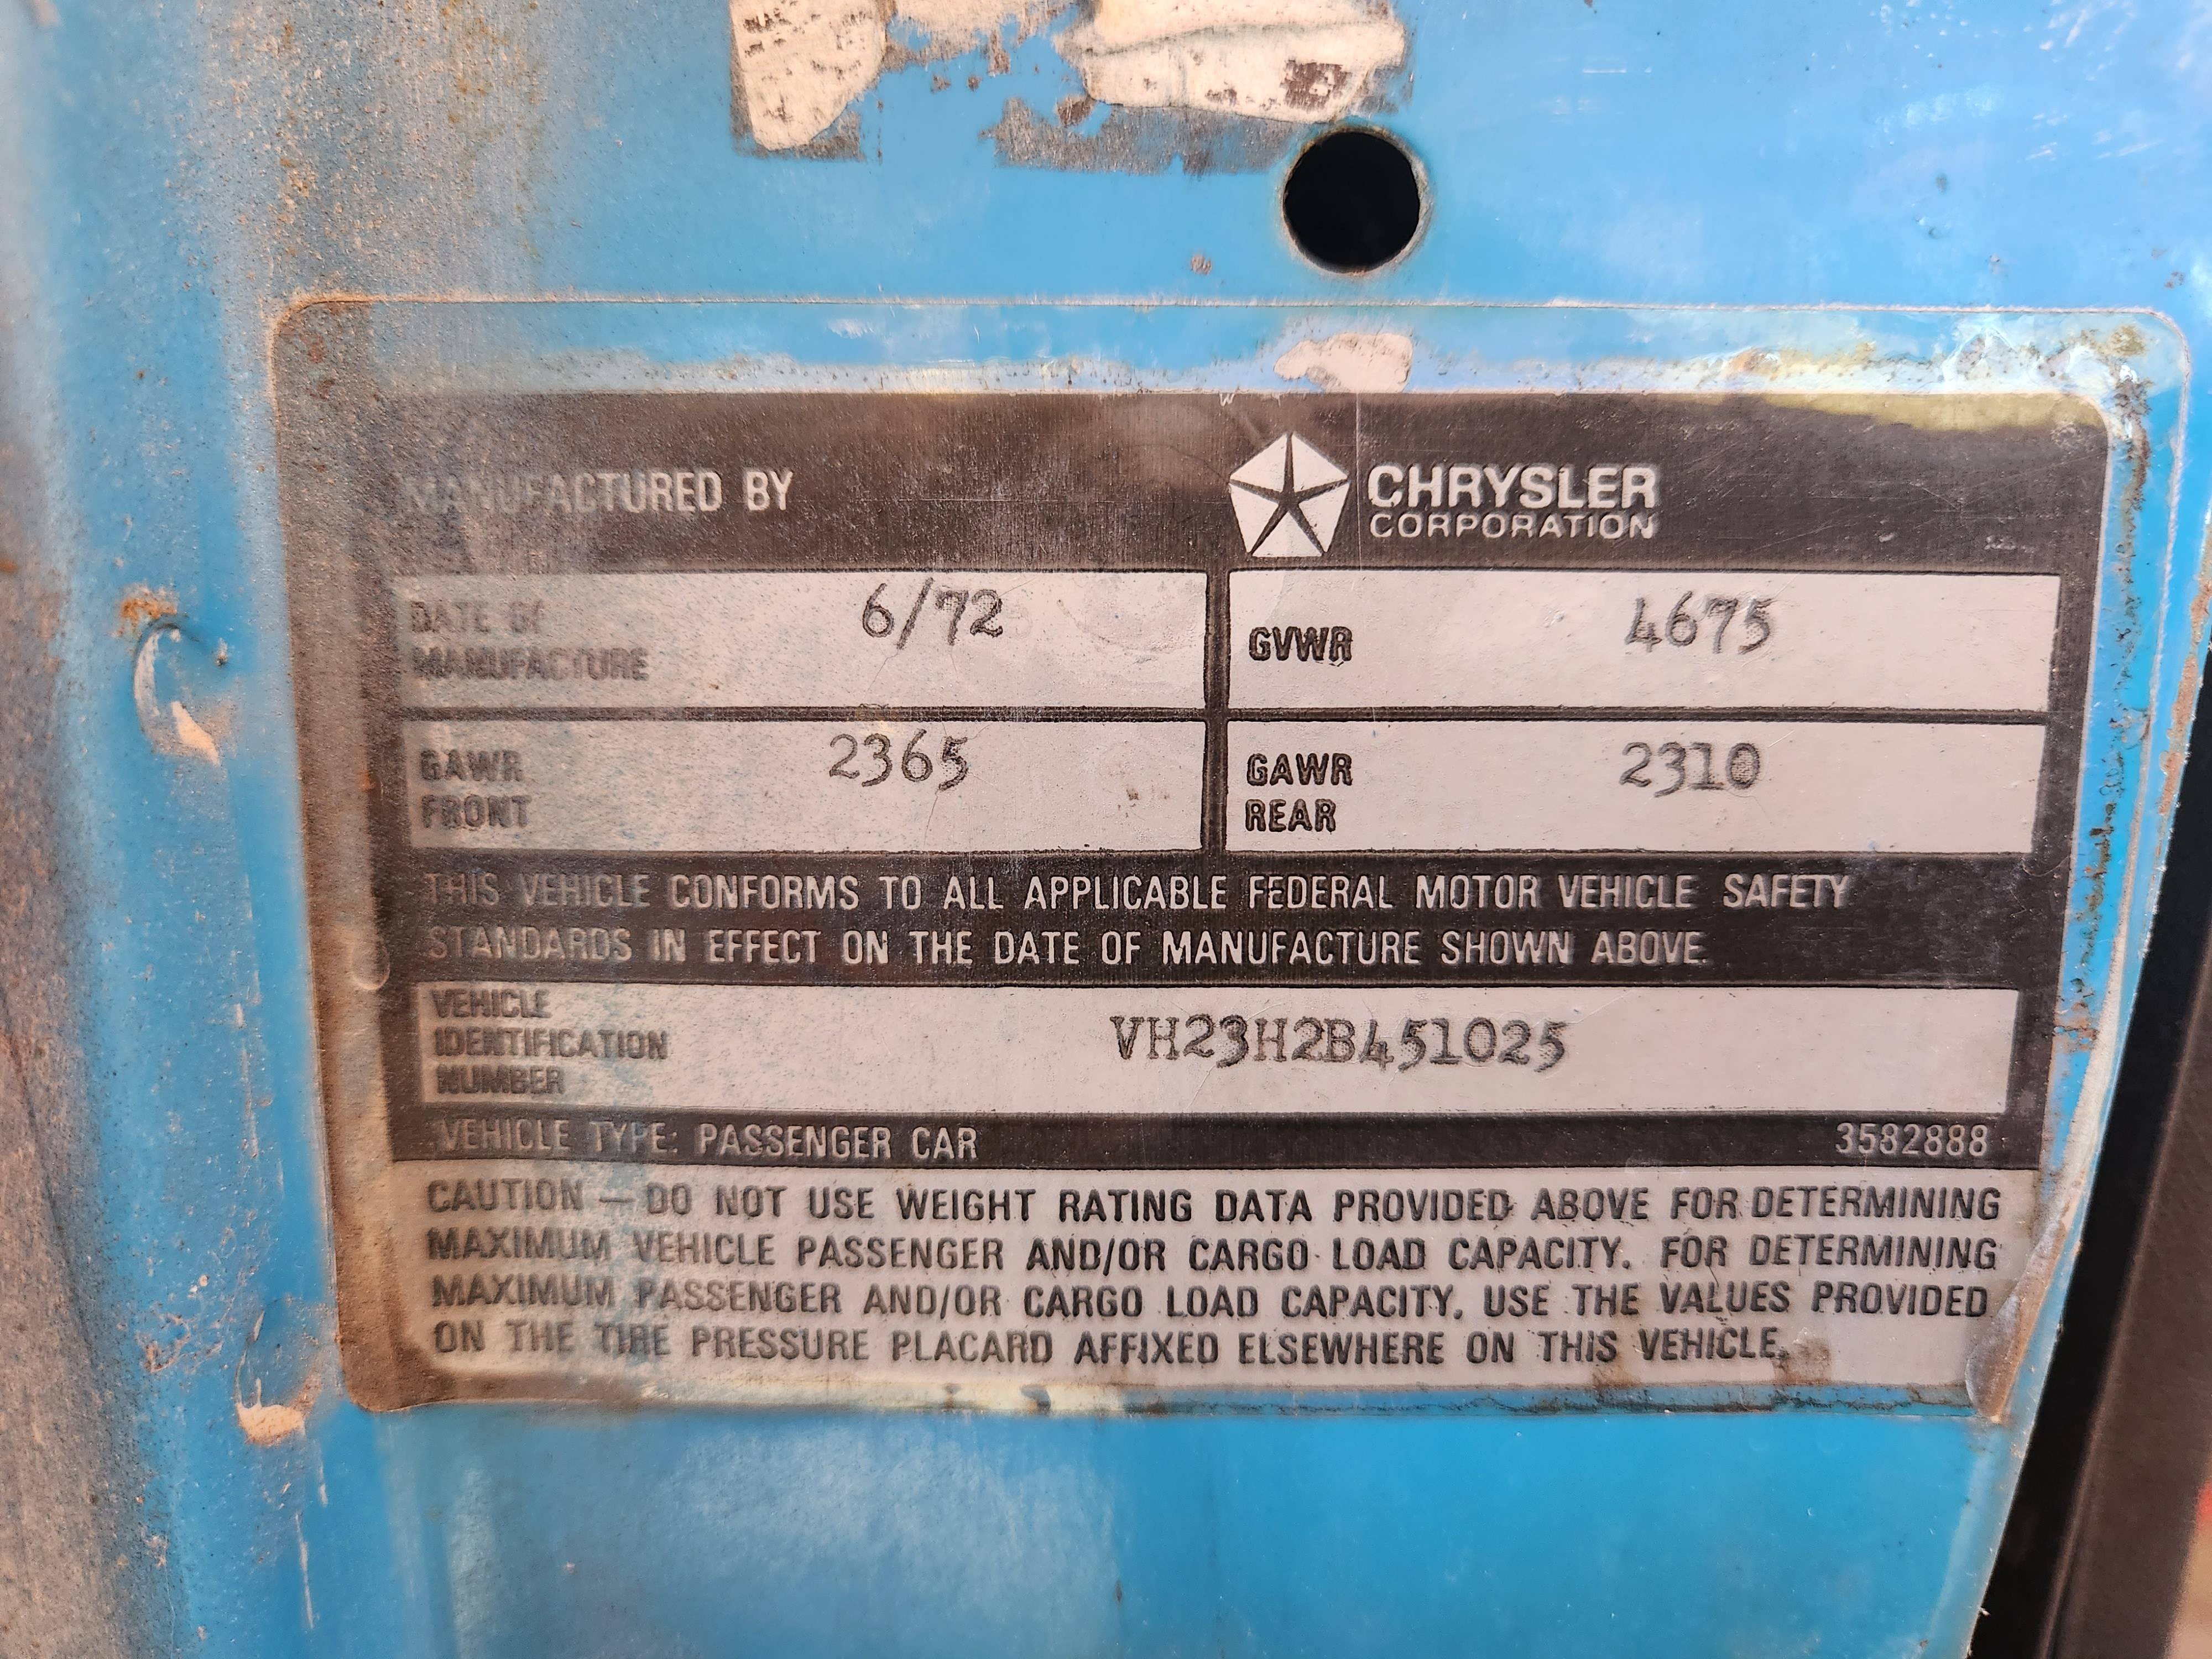 MANUFACTURED BY
CHRYSLER
CORPORATION
DATE OF
MANUFACTURE
6/72
GVWR
4675
GAWR
FRONT
2365
GAWR
REAR
2310
THIS VEHICLE CONFORMS TO ALL APPLICABLE FEDERAL MOTOR VEHICLE SAFETY
STANDARDS IN EFFECT ON THE DATE OF MANUFACTURE SHOWN ABOVE.
VEHICLE
IDENTIFICATION
NUMBER
VH23H2B451025
VEHICLE TYPE: PASSENGER CAR
3582888
CAUTION — DO NOT USE WEIGHT RATING DATA PROVIDED ABOVE FOR DETERMINING
MAXIMUM VEHICLE PASSENGER AND/OR CARGO LOAD CAPACITY. FOR DETERMINING
MAXIMUM PASSENGER AND/OR CARGO LOAD CAPACITY, USE THE VALUES PROVIDED
ON THE TIRE PRESSURE PLACARD AFFIXED ELSEWHERE ON THIS VEHICLE.